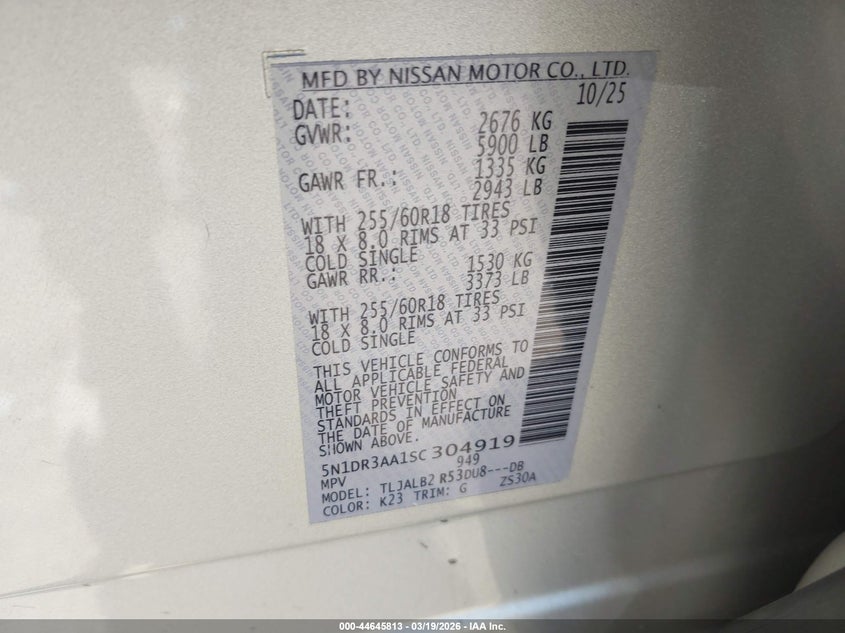 MFD BY NISSAN MOTOR CO., LTD.
DATE: 10/25
GVWR: 2676 KG
5900 LB
GAWR FR.: 1335 KG
2943 LB
WITH 255/60R18 TIRES
18 X 8.0 RIMS AT 33 PSI
COLD SINGLE
GAWR RR.: 1530 KG
3373 LB
WITH 255/60R18 TIRES
18 X 8.0 RIMS AT 33 PSI
COLD SINGLE
THIS VEHICLE CONFORMS TO
ALL APPLICABLE FEDERAL
MOTOR VEHICLE SAFETY AND
THEFT PREVENTION
STANDARDS IN EFFECT ON
THE DATE OF MANUFACTURE
SHOWN ABOVE.
5N1DR3AA1SC304919
MPV 949
MODEL: TLJALB2 R53DU8---DB
COLOR: K23 TRIM: G ZS30A
000-44645813 - 03/19/2026 - IAA Inc.